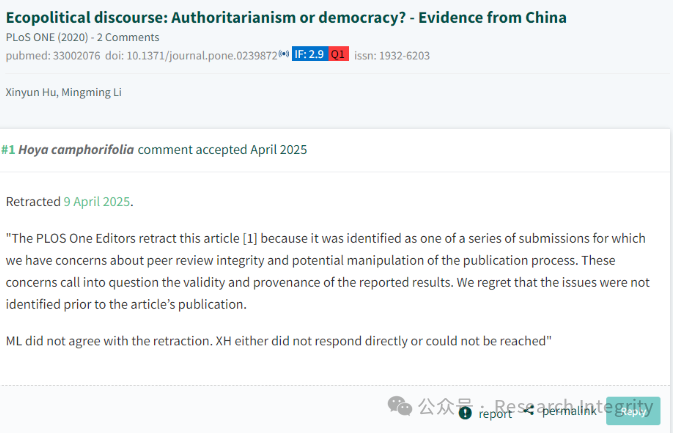 Ecopolitical discourse: Authoritarianism or democracy? - Evidence from China
PLoS ONE (2020) - 2 Comments
pubmed: 33002076 doi: 10.1371/journal.pone.0239872 IF: 2.9 Q1 issn: 1932-6203
Xinyun Hu, Mingming Li
#1 Hoya camphorifolia comment accepted April 2025
Retracted 9 April 2025.
"The PLOS One Editors retract this article [1] because it was identified as one of a series of submissions for which
we have concerns about peer review integrity and potential manipulation of the publication process. These
concerns call into question the validity and provenance of the reported results. We regret that the issues were not
identified prior to the article's publication.
ML did not agree with the retraction. XH either did not respond directly or could not be reached"
公众号 · Research Integrity
report permalink Reply